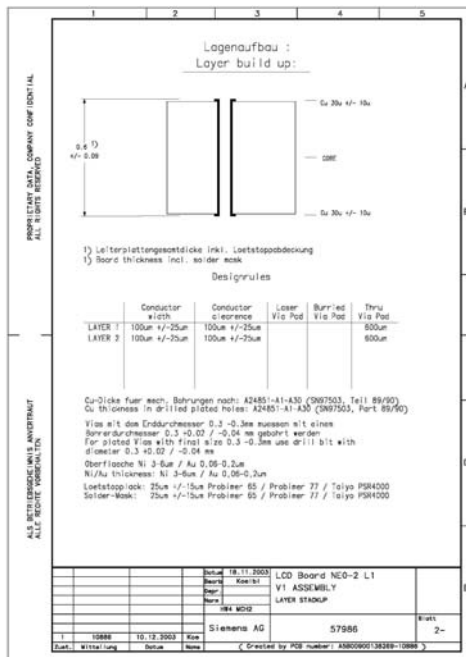 1 2 3 4 5
Lagenaufbau :
Layer build up:
Cu 30u +/- 10u
0.6 1)
+/- 0.09
CORE
Cu 30u +/- 10u
1) Leiterplattengesamtdicke inkl. Loetstoppabdeckung
1) Board thickness incl. solder mask
Designrules
Conductor width Conductor clearence Laser Via Pad Burried Via Pad Thru Via Pad
LAYER 1 100um +/-25um 100um +/-25um 600um
LAYER 2 100um +/-25um 100um +/-25um 600um
Cu-Dicke fuer mech. Bohrungen nach: A24851-A1-A30 (SN97503, Teil 89/90)
Cu thickness in drilled plated holes: A24851-A1-A30 (SN97503, Part 89/90)
Vias mit dem Enddurchmesser 0.3 -0.3mm muessen mit einem
Bohrerdurchmesser 0.3 +0.02 / -0.04 mm gebohrt werden
For plated Vias with final size 0.3 -0.3mm use drill bit with
diameter 0.3 +0.02 / -0.04 mm
Oberflaeche Ni 3-6um / Au 0,06-0,2um
Ni/Au thickness: Ni 3-6um / Au 0,06-0,2um
Loetstopplack: 25um +/-15um Probimer 65 / Probimer 77 / Taiyo PSR4000
Solder-Mask: 25um +/-15um Probimer 65 / Probimer 77 / Taiyo PSR4000
PROPRIETARY DATA, COMPANY CONFIDENTIAL
ALL RIGHTS RESERVED
ALS BETRIEBSGEHEIMNIS ANVERTRAUT
ALLE RECHTE VORBEHALTEN
Datum 18.11.2003
Bearb Koelbl
Gepr.
Norm
HW4 MCH2
LCD Board NEO-2 L1
V1 ASSEMBLY
LAYER STACKUP
Siemens AG
57986
Blatt
2-
1 10886 10.12.2003 Koe
Zust. Mitteilung Datum Name